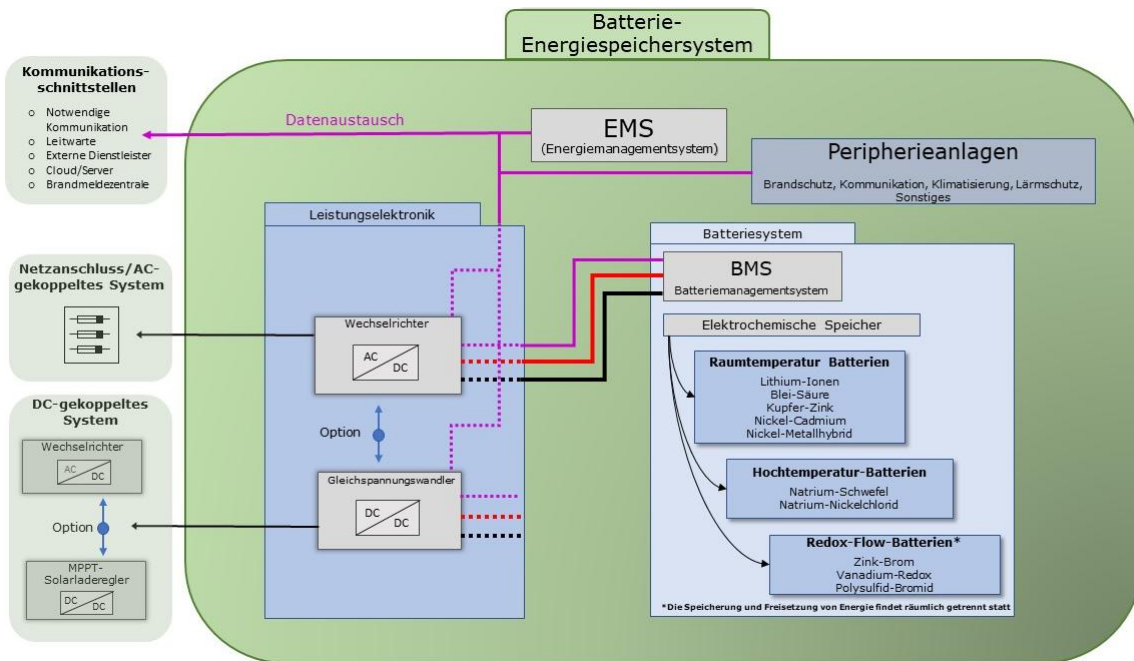 Batterie-
Energiespeichersystem
Kommunikations-
schnittstellen
o Notwendige
Kommunikation
o Leitwarte
o Externe Dienstleister
o Cloud/Server
o Brandmeldezentrale
Datenaustausch
EMS
(Energiemanagementsystem)
Peripherieanlagen
Brandschutz, Kommunikation, Klimatisierung, Lärmschutz,
Sonstiges
Netzanschluss/AC-
gekoppeltes System
DC-gekoppeltes
System
Wechselrichter
AC
DC
Option
MPPT-
Solarladeregler
DC
DC
Leistungselektronik
Wechselrichter
AC
DC
Option
Gleichspannungswandler
DC
DC
Batteriesystem
BMS
Batteriemanagementsystem
Elektrochemische Speicher
Raumtemperatur Batterien
Lithium-Ionen
Blei-Säure
Kupfer-Zink
Nickel-Cadmium
Nickel-Metallhybrid
Hochtemperatur-Batterien
Natrium-Schwefel
Natrium-Nickelchlorid
Redox-Flow-Batterien*
Zink-Brom
Vanadium-Redox
Polysulfid-Bromid
*Die Speicherung und Freisetzung von Energie findet räumlich getrennt statt